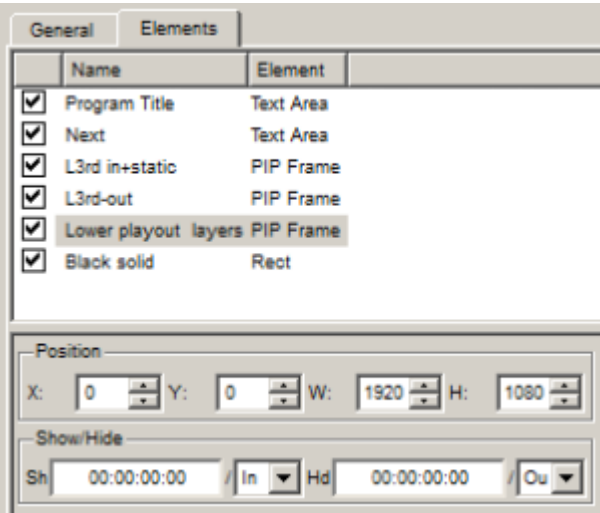 General Elements
Name Element
Program Title Text Area
Next Text Area
L3rd in+static PIP Frame
L3rd-out PIP Frame
Lower playout layers PIP Frame
Black solid Rect
Position
X: 0 Y: 0 W: 1920 H: 1080
Show/Hide
Sh 00:00:00:00 / In Hd 00:00:00:00 / Ou